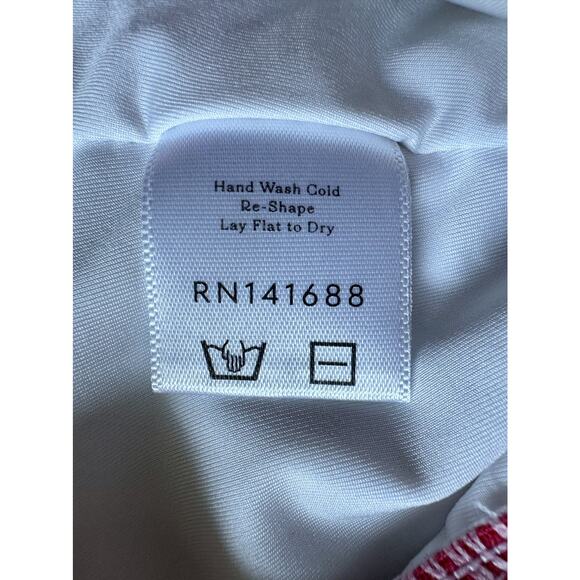 Hand Wash Cold
Re-Shape
Lay Flat to Dry
RN141688